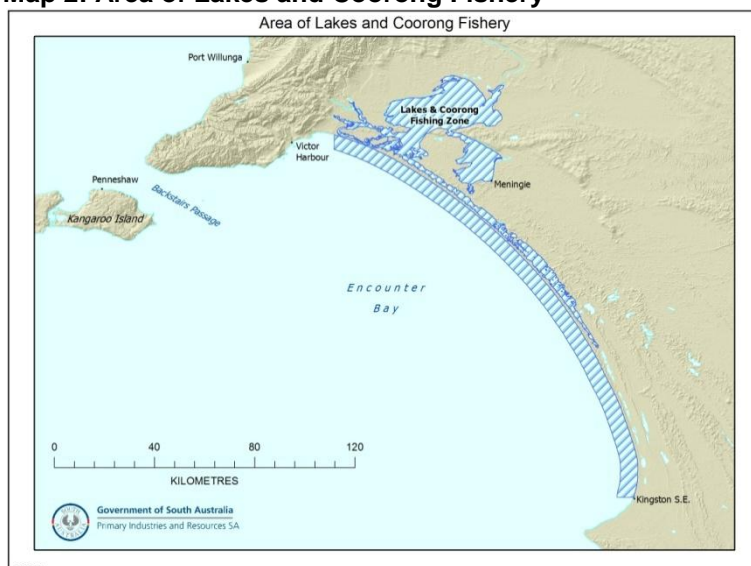 Map 2: Area of Lakes and Coorong Fishery
Area of Lakes and Coorong Fishery
Port Willunga
Lakes & Coorong
Fishing Zone
Victor
Harbour
Meningie
Penneshaw
Backstairs Passage
Kangaroo Island
Encounter
Bay
0 40 80 120
KILOMETRES
Kingston S.E.
Government of South Australia
Primary Industries and Resources SA